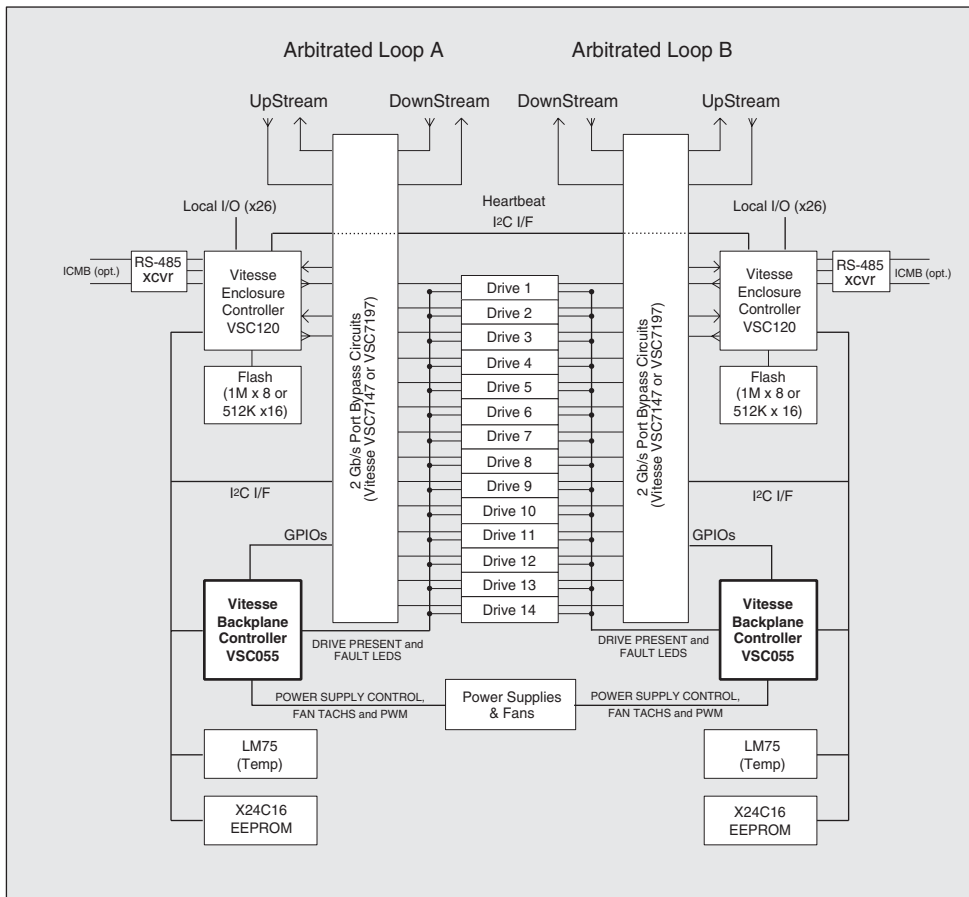 Arbitrated Loop A
Arbitrated Loop B
UpStream
DownStream
DownStream
UpStream
Heartbeat
I2C I/F
Local I/O (x26)
Local I/O (x26)
ICMB (opt.)
RS-485
xcvr
Vitesse
Enclosure
Controller
VSC120
Vitesse
Enclosure
Controller
VSC120
RS-485
xcvr
ICMB (opt.)
Flash
(1M x 8 or
512K x16)
Flash
(1M x 8 or
512K x16)
2 Gb/s Port Bypass Circuits
(Vitesse VSC7147 or VSC7197)
2 Gb/s Port Bypass Circuits
(Vitesse VSC7147 or VSC7197)
Drive 1
Drive 2
Drive 3
Drive 4
Drive 5
Drive 6
Drive 7
Drive 8
Drive 9
Drive 10
Drive 11
Drive 12
Drive 13
Drive 14
I2C I/F
I2C I/F
GPIOs
GPIOs
Vitesse
Backplane
Controller
VSC055
Vitesse
Backplane
Controller
VSC055
DRIVE PRESENT and
FAULT LEDS
DRIVE PRESENT and
FAULT LEDS
POWER SUPPLY CONTROL,
FAN TACHS and PWM
Power Supplies
& Fans
POWER SUPPLY CONTROL,
FAN TACHS and PWM
LM75
(Temp)
LM75
(Temp)
X24C16
EEPROM
X24C16
EEPROM